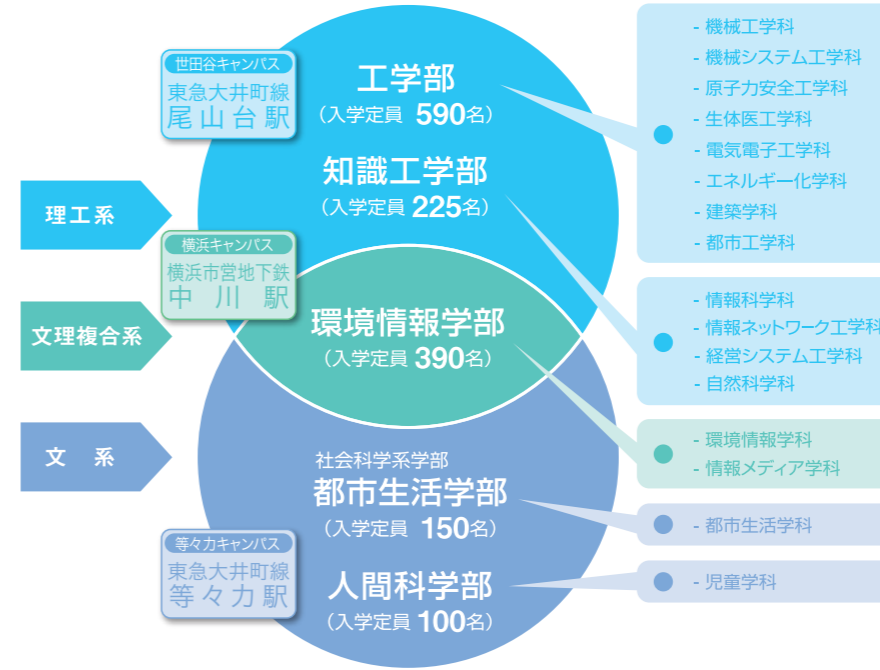 世田谷キャンパス
東急大井町線
尾山台駅
工学部
(入学定員 590名)
知識工学部
(入学定員 225名)
理工系
横浜キャンパス
横浜市営地下鉄
中川駅
文理複合系
環境情報学部
(入学定員 390名)
文系
社会科学系学部
都市生活学部
(入学定員 150名)
等々力キャンパス
東急大井町線
等々力駅
人間科学部
(入学定員 100名)
- 機械工学科
- 機械システム工学科
- 原子力安全工学科
- 生体医工学科
- 電気電子工学科
- エネルギー化学科
- 建築学科
- 都市工学科
- 情報科学科
- 情報ネットワーク工学科
- 経営システム工学科
- 自然科学科
- 環境情報学科
- 情報メディア学科
- 都市生活学科
- 児童学科